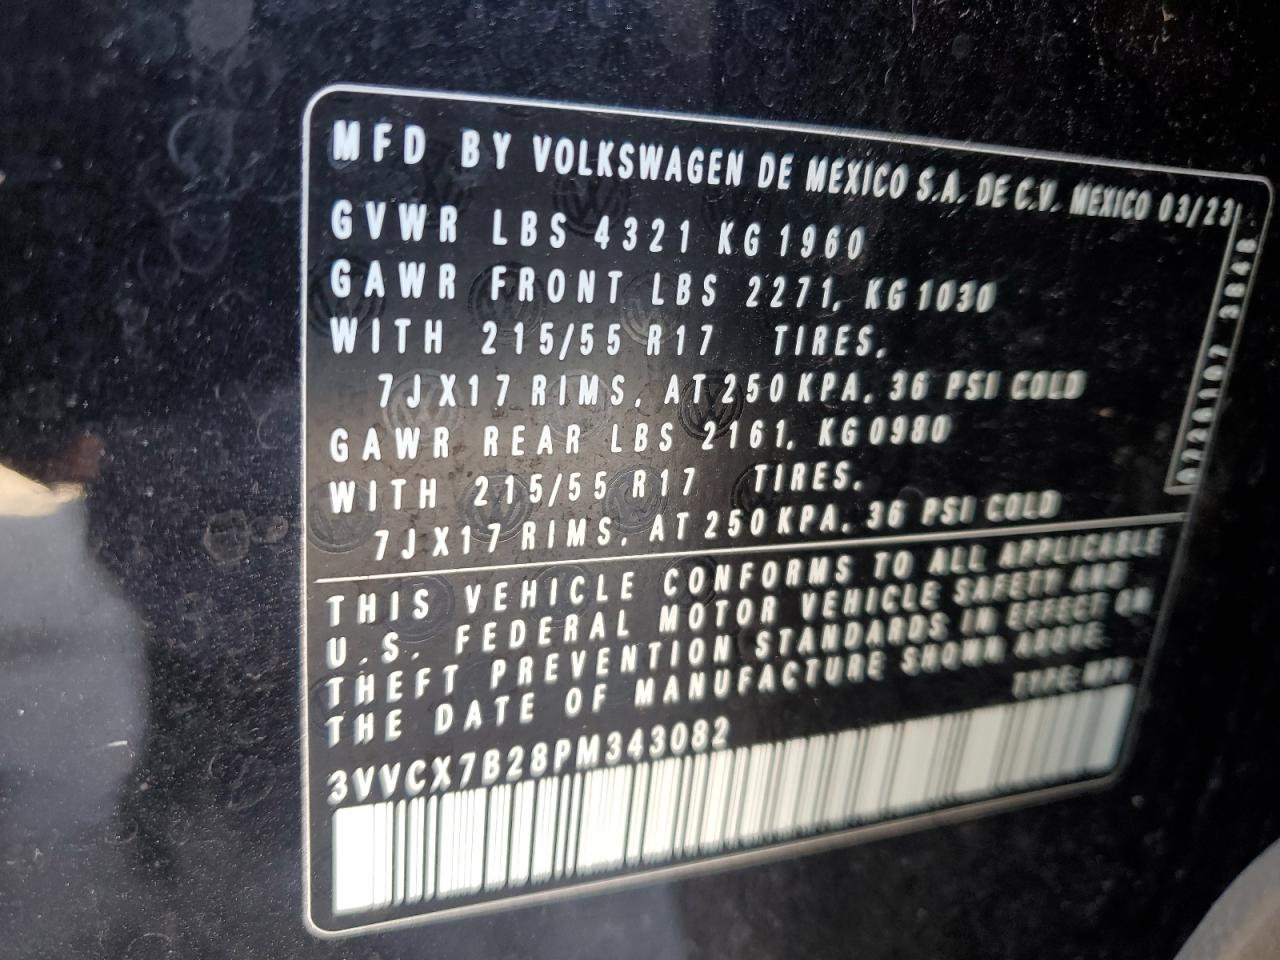 MFD BY VOLKSWAGEN DE MEXICO S.A. DE C.V. MEXICO 03/23
GVWR LBS 4321 KG 1960
GAWR FRONT LBS 2271, KG 1030
WITH 215/55 R17 TIRES,
7JX17 RIMS, AT 250 KPA, 36 PSI COLD
GAWR REAR LBS 2161, KG 0980
WITH 215/55 R17 TIRES,
7JX17 RIMS, AT 250 KPA, 36 PSI COLD
THIS VEHICLE CONFORMS TO ALL APPLICABLE
U.S. FEDERAL MOTOR VEHICLE SAFETY AND
THEFT PREVENTION STANDARDS IN EFFECT ON
THE DATE OF MANUFACTURE SHOWN ABOVE.
TYPE: MPV
3VVCX7B28PM343082